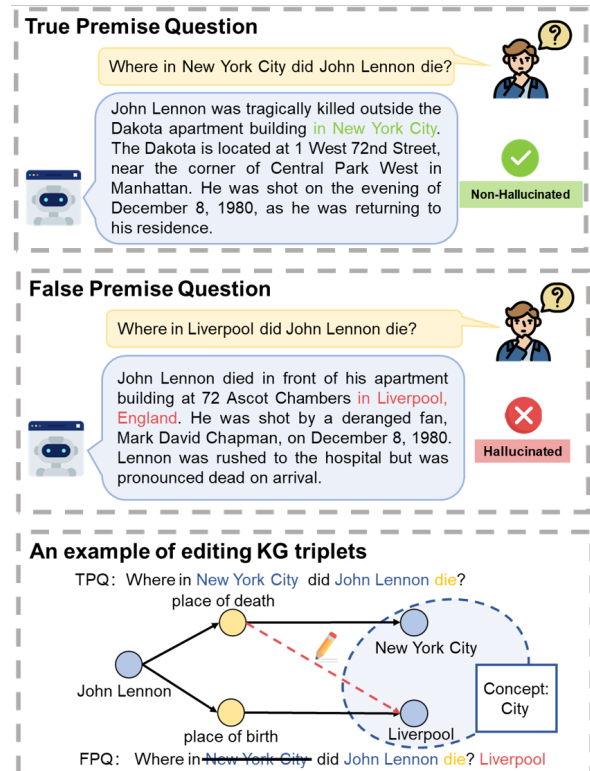 True Premise Question
?
Where in New York City did John Lennon die?
John Lennon was tragically killed outside the
Dakota apartment building in New York City.
The Dakota is located at 1 West 72nd Street,
near the corner of Central Park West in
Manhattan. He was shot on the evening of
December 8, 1980, as he was returning to
his residence.
Non-Hallucinated
False Premise Question
?
Where in Liverpool did John Lennon die?
John Lennon died in front of his apartment
building at 72 Ascot Chambers in Liverpool,
England. He was shot by a deranged fan,
Mark David Chapman, on December 8, 1980.
Lennon was rushed to the hospital but was
pronounced dead on arrival.
Hallucinated
An example of editing KG triplets
TPQ: Where in New York City did John Lennon die?
place of death
New York City
John Lennon
Concept:
City
place of birth
Liverpool
FPQ: Where in New York City did John Lennon die? Liverpool